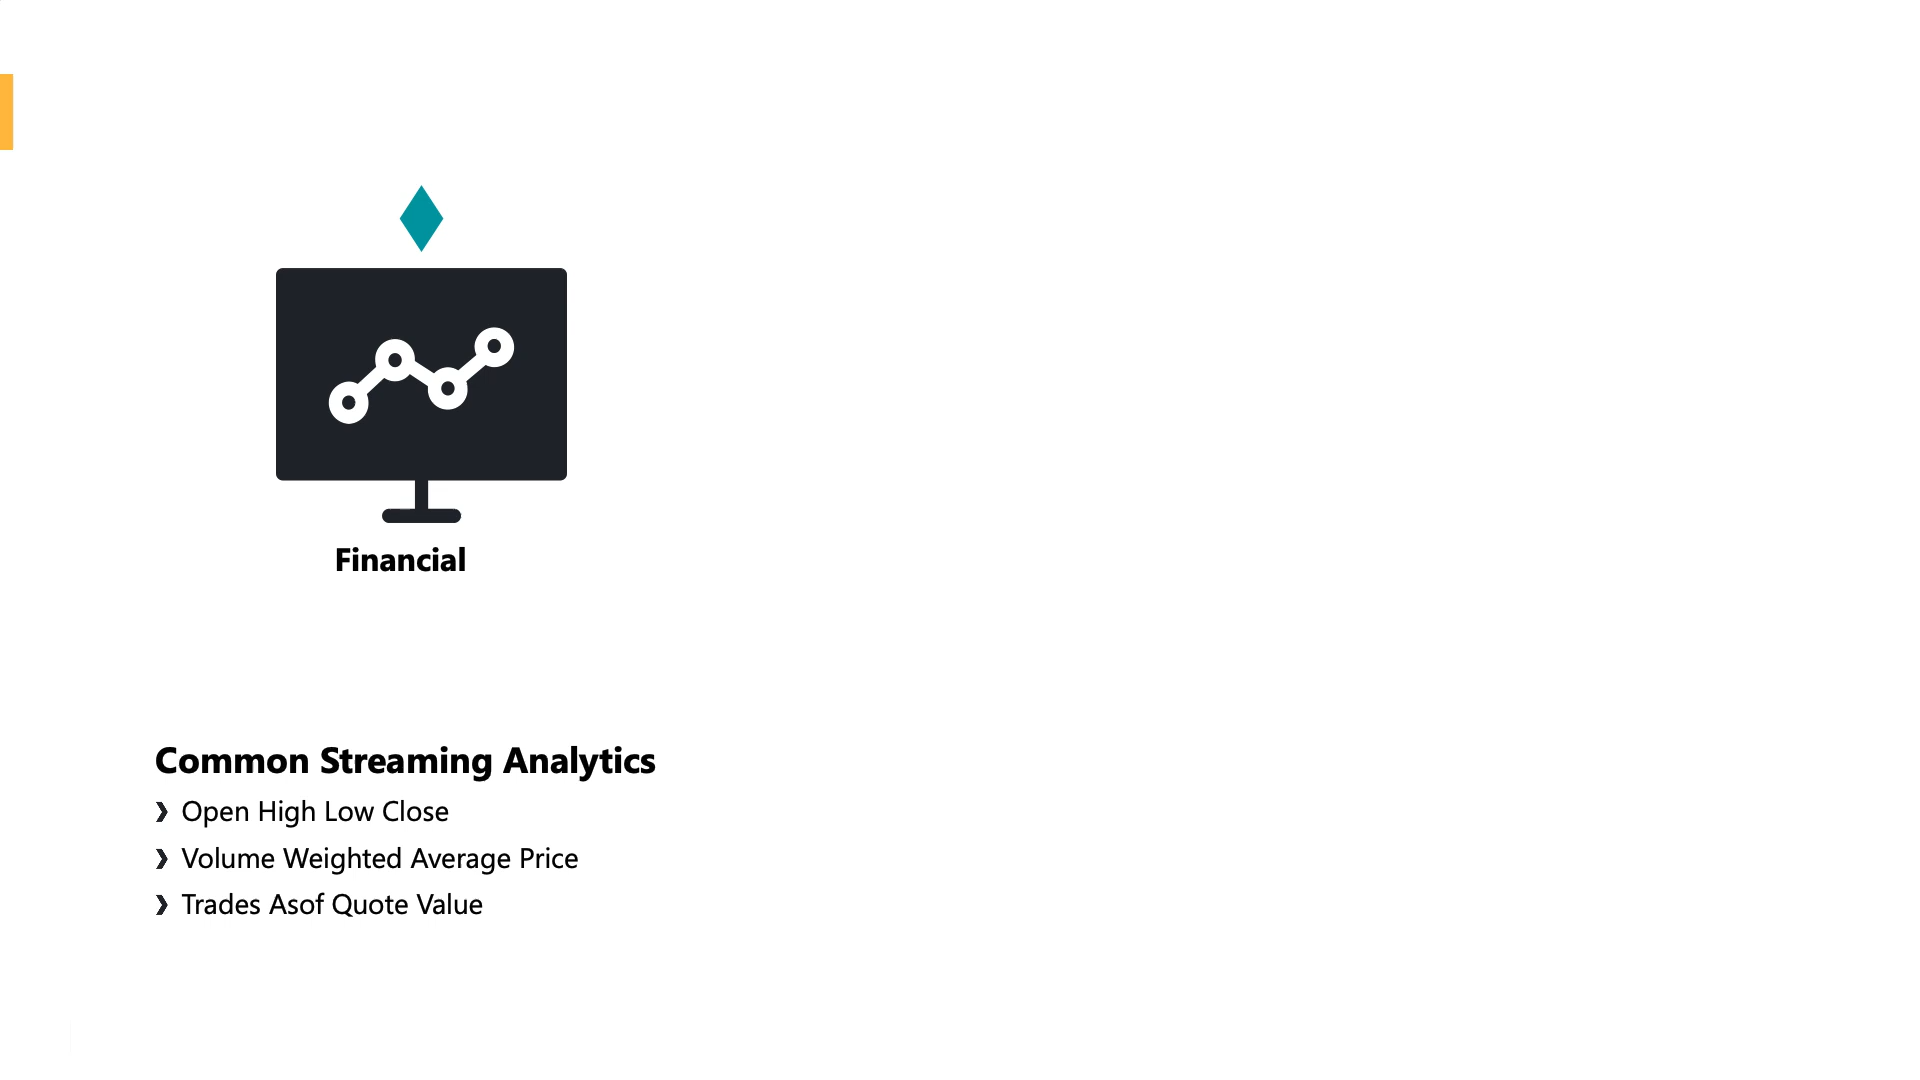 Financial
Common Streaming Analytics
❯ Open High Low Close
❯ Volume Weighted Average Price
❯ Trades Asof Quote Value